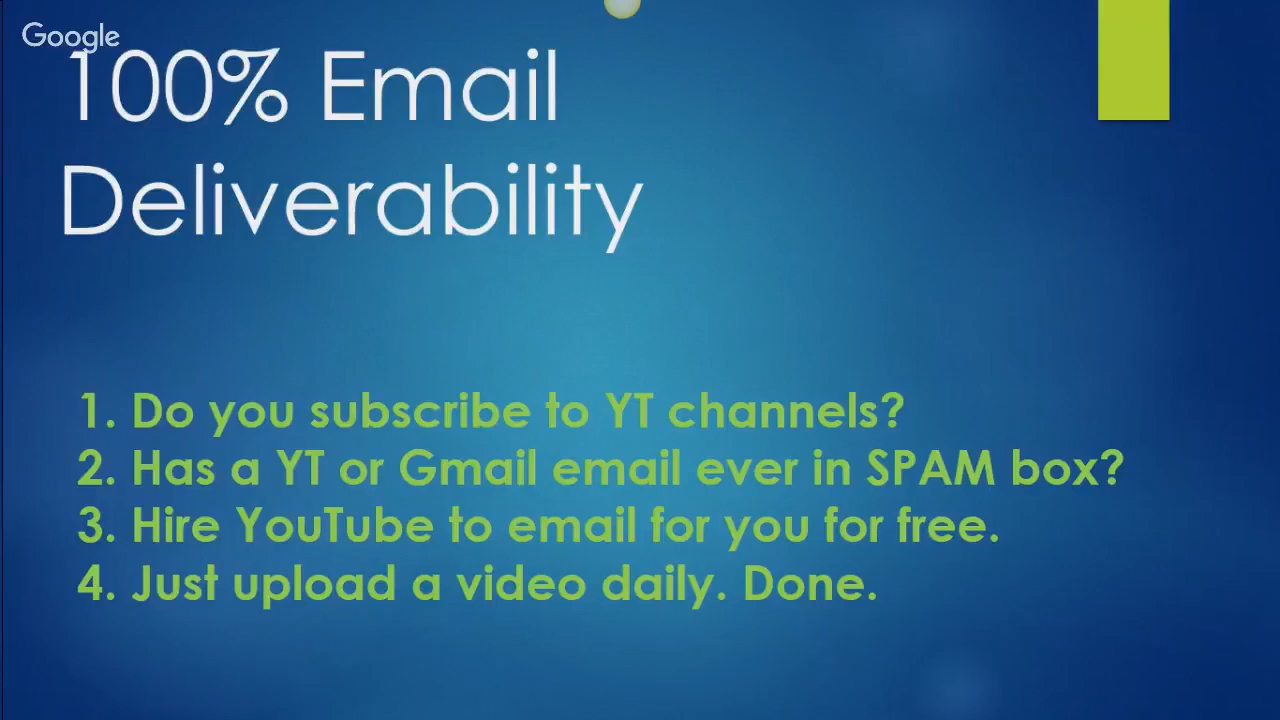 Google
100% Email
Deliverability
1. Do you subscribe to YT channels?
2. Has a YT or Gmail email ever in SPAM box?
3. Hire YouTube to email for you for free.
4. Just upload a video daily. Done.